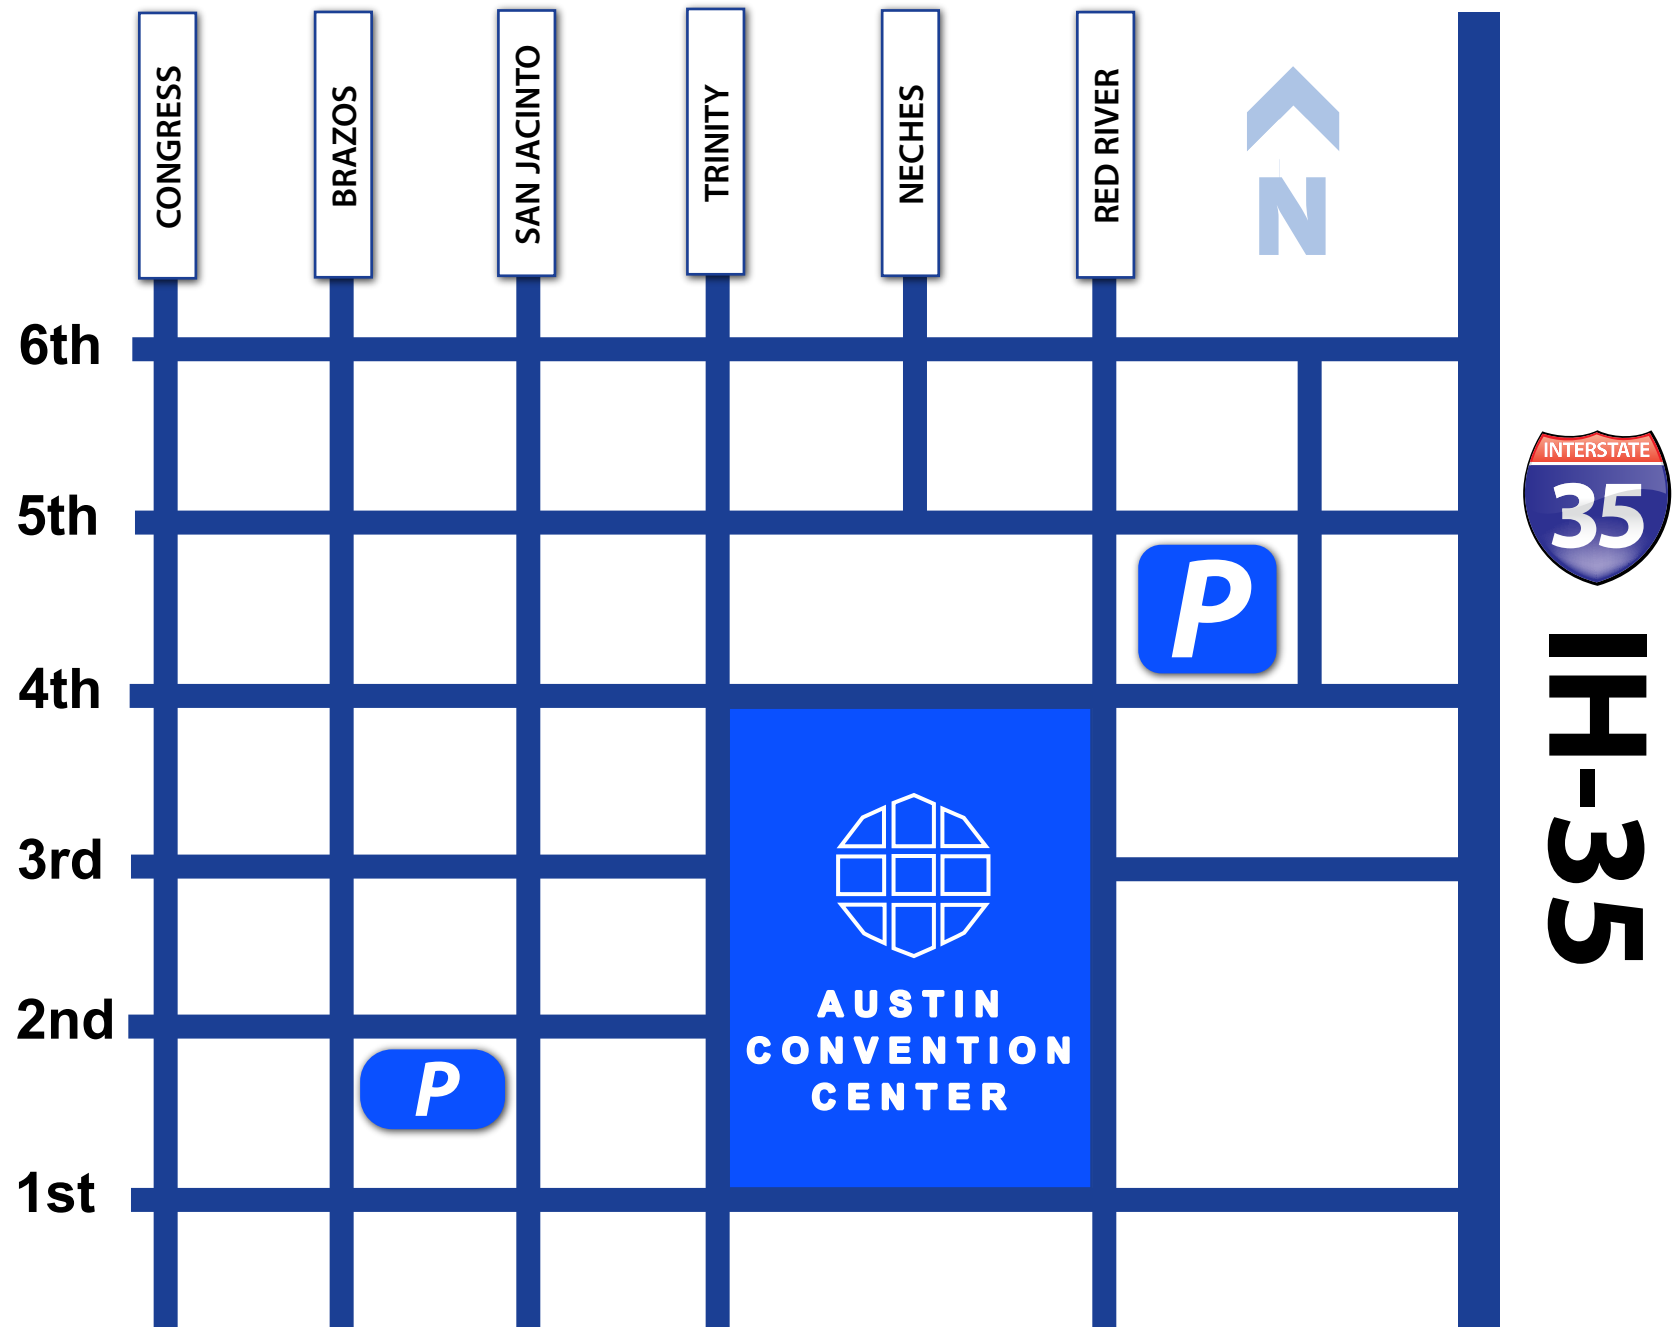 CONGRESS
BRAZOS
SAN JACINTO
TRINITY
NECHES
RED RIVER
N
6th
5th
4th
3rd
2nd
1st
INTERSTATE
35
IH-35
P
AUSTIN
CONVENTION
CENTER
P